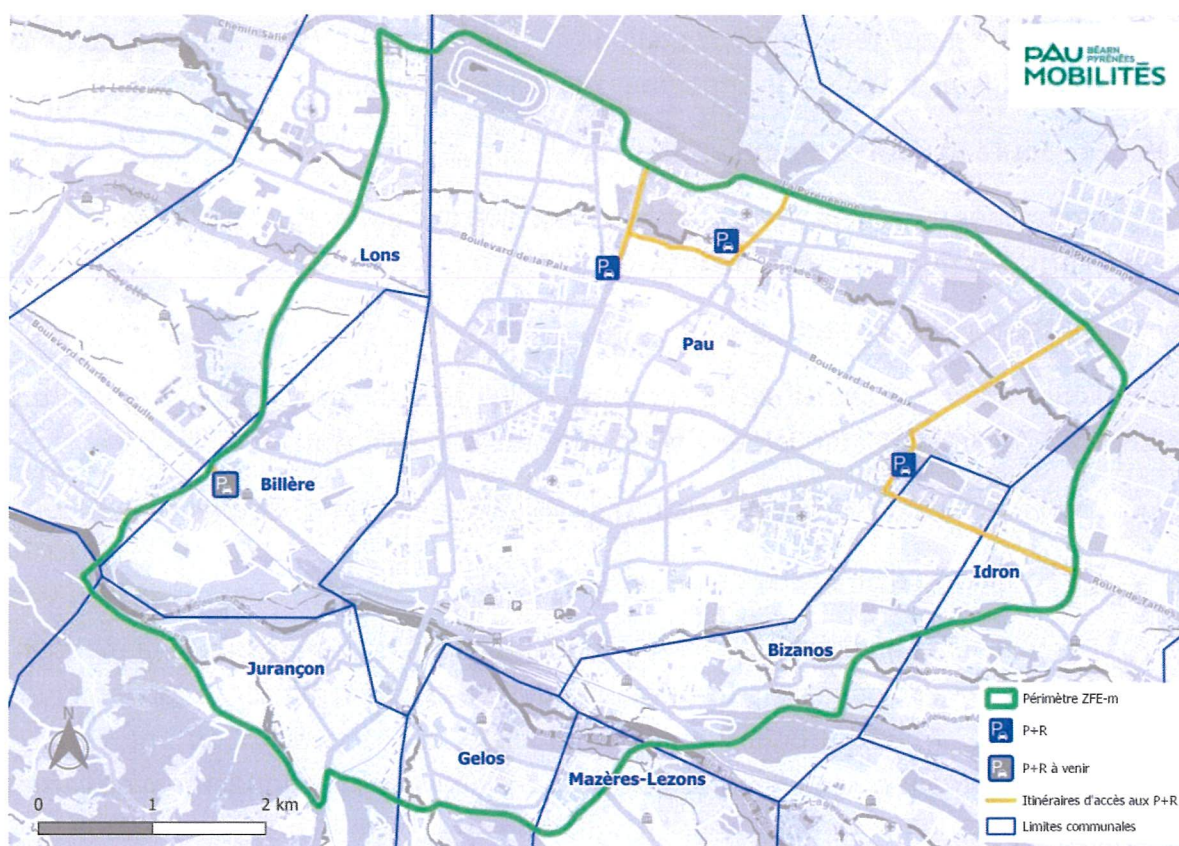 Chemin Salié
PAU BÉARN
PYRÉNÉES
MOBILITÉS
Le Lescourre
La Pyrénéenne
Lons
Boulevard de la Paix
La Pyrénéenne
Pau
Boulevard Charles de Gaulle
Boulevard de la Paix
Billère
Idron
Route de Tarbes
Bizanos
Jurançon
Gelos
Mazères-Lezons
N
0 1 2 km
Périmètre ZFE-m
P+R
P+R à venir
Itinéraires d'accès aux P+R
Limites communales